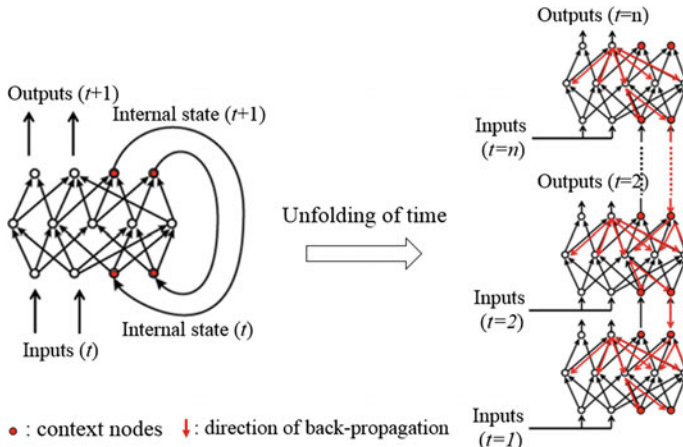 Outputs (t=n)
Outputs (t+1)
Internal state (t+1)
Inputs
(t=n)
Outputs (t=2)
Unfolding of time
Internal state (t)
Inputs
(t=2)
Inputs (t)
● : context nodes ↓ : direction of back-propagation
Inputs
(t=1)